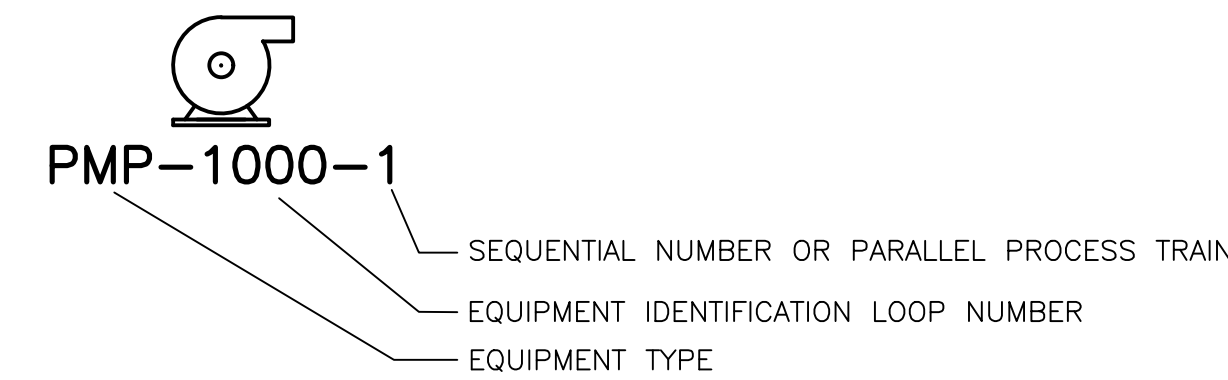 PMP-1000-1
SEQUENTIAL NUMBER OR PARALLEL PROCESS TRAIN
EQUIPMENT IDENTIFICATION LOOP NUMBER
EQUIPMENT TYPE